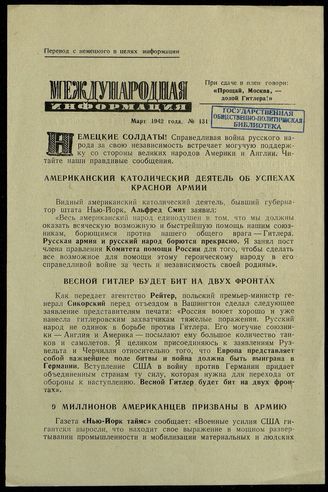 Перевод с немецкого в целях информации
МЕЖДУНАРОДНАЯ
ИНФОРМАЦИЯ
При сдаче в плен говори:
«Прощай, Москва, —
долой Гитлера!»
Март 1942 года. № 131
ГОСУДАРСТВЕННАЯ
ОБЩЕСТВЕННО-ПОЛИТИЧЕСКАЯ
БИБЛИОТЕКА
НЕМЕЦКИЕ СОЛДАТЫ! Справедливая война русского на-
рода за свою независимость встречает могучую поддерж-
ку со стороны великих народов Америки и Англии. Чи-
тайте наши правдивые сообщения.
АМЕРИКАНСКИЙ КАТОЛИЧЕСКИЙ ДЕЯТЕЛЬ ОБ УСПЕХАХ
КРАСНОЙ АРМИИ
Видный американский католический деятель, бывший губерна-
тор штата Нью-Йорк, Альфред Смит заявил:
«Весь американский народ единодушен в том, что мы должны
оказать всяческую возможную и быстрейшую помощь нашим союз-
никам, борющимся против нашего общего врага — Гитлера.
Русская армия и русский народ борются прекрасно. Я занял пост
члена правления Комитета помощи России для того, чтобы сделать
все возможное для помощи этому героическому народу в его
справедливой войне за честь и независимость своей родины».
ВЕСНОЙ ГИТЛЕР БУДЕТ БИТ НА ДВУХ ФРОНТАХ
Как передает агентство Рейтер, польский премьер-министр ге-
нерал Сикорский перед отъездом в Вашингтон сделал следующее
заявление представителям печати: «Россия воюет хорошо и уже
нанесла гитлеровским захватчикам тяжелые поражения. Русский
народ не одинок в борьбе против Гитлера. Его могучие союзни-
ки — Англия и Америка — посылают ему большое количество тан-
ков и самолетов. Я целиком присоединяюсь к заявлениям Руз-
вельта и Черчилля относительно того, что Европа представляет
собой важнейшее поле битвы и война должна быть выиграна в
Германии. Вступление США в войну против Германии придает
объединенным странам ту силу, которая нужна для перехода от
обороны к наступлению. Весной Гитлер будет бит на двух фрон-
тах».
9 МИЛЛИОНОВ АМЕРИКАНЦЕВ ПРИЗВАНЫ В АРМИЮ
Газета «Нью-Йорк таймс» сообщает: «Военные усилия США ги-
гантски выросли, что находит свое выражение в мощном развер-
тывании промышленности и мобилизации материальных и людских